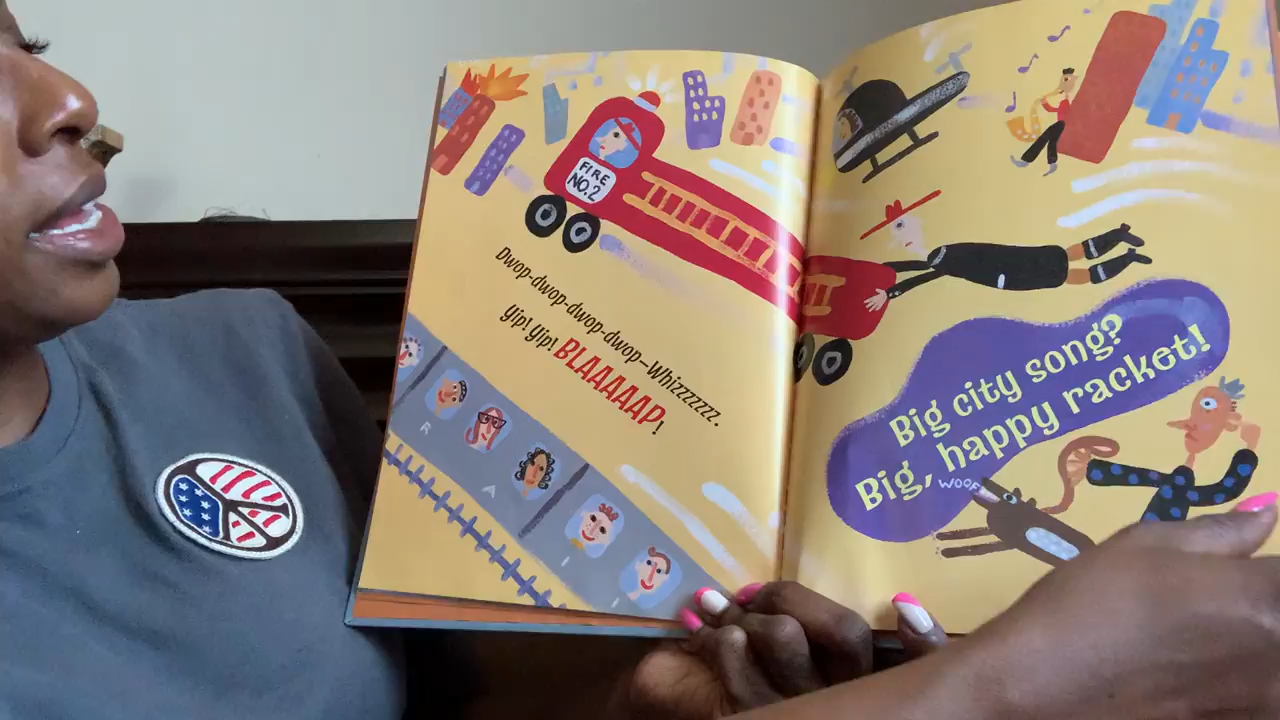 FIRE
NO.2
Dwop-dwop-dwop-dwop—Whizzzzzzz.
Yip! Yip! BLAAAAAP!
R
A
I
L
Big city song?
Big, happy racket!
WOOF